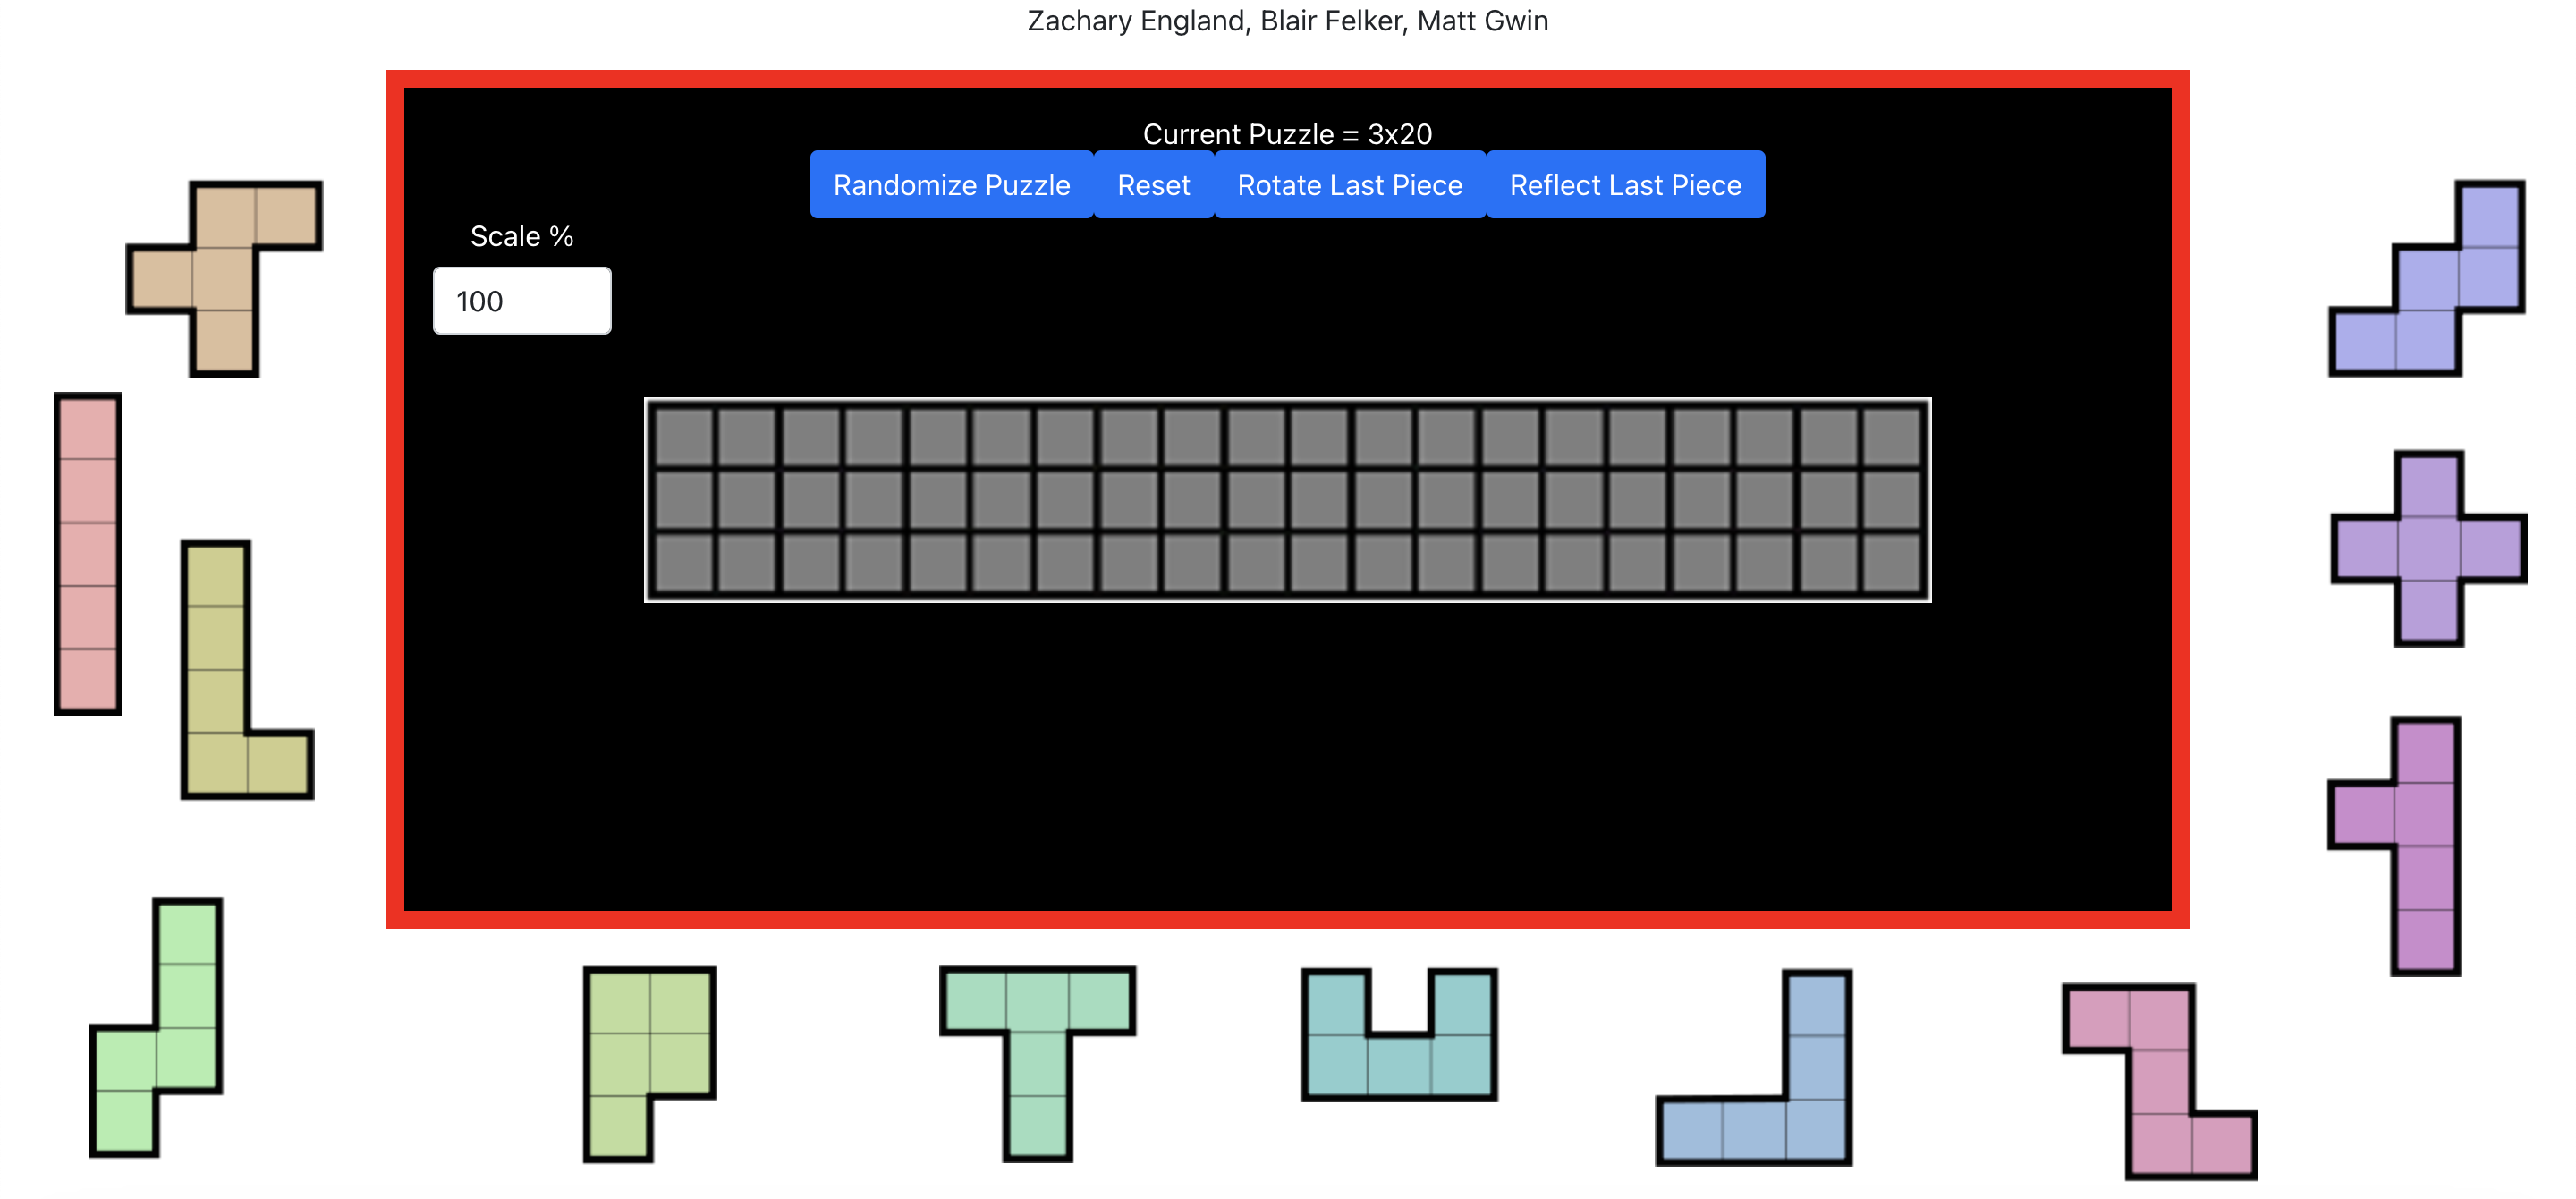 Zachary England, Blair Felker, Matt Gwin
Current Puzzle = 3x20
Randomize Puzzle Reset Rotate Last Piece Reflect Last Piece
Scale %
100